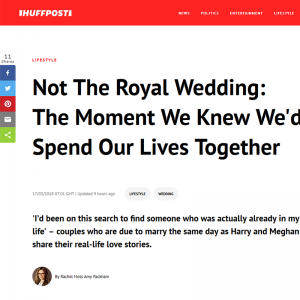 IHUFFPOSTI
NEWS POLITICS ENTERTAINMENT LIFESTYLE
11
Shares
LIFESTYLE
Not The Royal Wedding:
The Moment We Knew We'd
Spend Our Lives Together
17/05/2018 07:01 GMT | Updated 9 hours ago LIFESTYLE WEDDING
'I'd been on this search to find someone who was actually already in my
life' – couples who are due to marry the same day as Harry and Meghan
share their real-life love stories.
By Rachel Moss Amy Packham